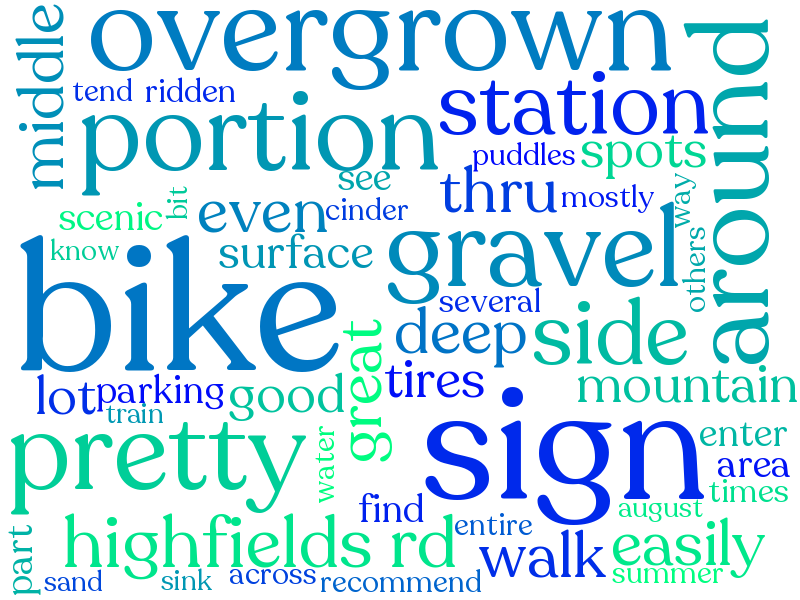 overgrown
middle
tend
ridden
station
around
portion
puddles
spots
see
thru
mostly
way
bit
scenic
even
cinder
know
surface
gravel
others
bike
several
deep
side
great
lot
parking
good
tires
mountain
train
pretty
sign
enter
water
area
times
find
august
highfields rd
entire
walk
easily
part
sand
sink
across
recommend
summer